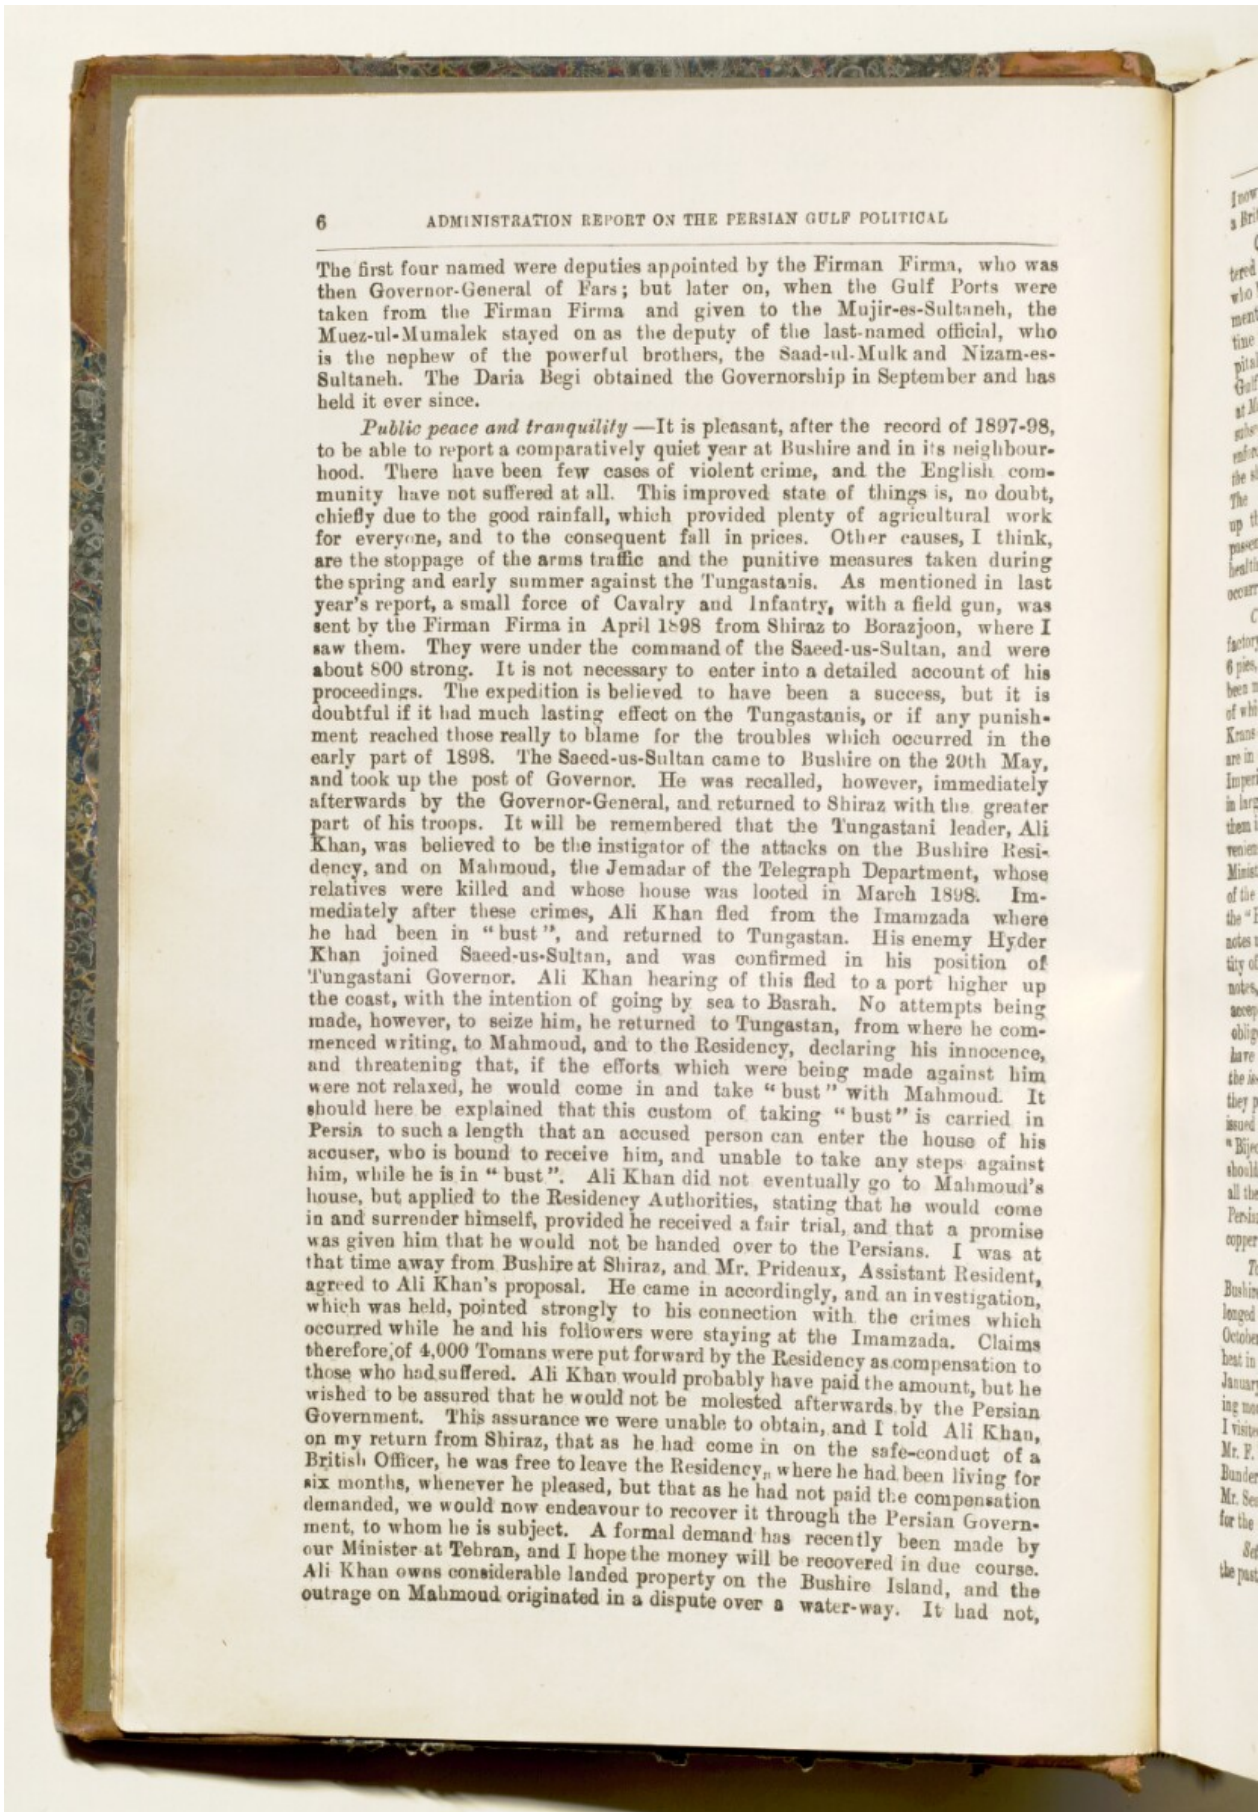 6 ADMINISTRATION REPORT ON THE PERSIAN GULF POLITICAL
The first four named were deputies appointed by the Firman Firma, who was
then Governor-General of Fars; but later on, when the Gulf Ports were
taken from the Firman Firma and given to the Mujir-es-Sultaneh, the
Muez-ul-Mumalek stayed on as the deputy of the last-named official, who
is the nephew of the powerful brothers, the Saad-ul-Mulk and Nizam-es-
Sultaneh. The Daria Begi obtained the Governorship in September and has
held it ever since.
Public peace and tranquility—It is pleasant, after the record of 1897-98,
to be able to report a comparatively quiet year at Bushire and in its neighbour-
hood. There have been few cases of violent crime, and the English com-
munity have not suffered at all. This improved state of things is, no doubt,
chiefly due to the good rainfall, which provided plenty of agricultural work
for everyone, and to the consequent fall in prices. Other causes, I think,
are the stoppage of the arms traffic and the punitive measures taken during
the spring and early summer against the Tungastanis. As mentioned in last
year's report, a small force of Cavalry and Infantry, with a field gun, was
sent by the Firman Firma in April 1898 from Shiraz to Borazjoon, where I
saw them. They were under the command of the Saeed-us-Sultan, and were
about 800 strong. It is not necessary to enter into a detailed account of his
proceedings. The expedition is believed to have been a success, but it is
doubtful if it had much lasting effect on the Tungastanis, or if any punish-
ment reached those really to blame for the troubles which occurred in the
early part of 1898. The Saeed-us-Sultan came to Bushire on the 20th May,
and took up the post of Governor. He was recalled, however, immediately
afterwards by the Governor-General, and returned to Shiraz with the greater
part of his troops. It will be remembered that the Tungastani leader, Ali
Khan, was believed to be the instigator of the attacks on the Bushire Resi-
dency, and on Mahmoud, the Jemadar of the Telegraph Department, whose
relatives were killed and whose house was looted in March 1898. Im-
mediately after these crimes, Ali Khan fled from the Imamzada where
he had been in "bust", and returned to Tungastan. His enemy Hyder
Khan joined Saeed-us-Sultan, and was confirmed in his position of
Tungastani Governor. Ali Khan hearing of this fled to a port higher up
the coast, with the intention of going by sea to Basrah. No attempts being
made, however, to seize him, he returned to Tungastan, from where he com-
menced writing, to Mahmoud, and to the Residency, declaring his innocence,
and threatening that, if the efforts which were being made against him
were not relaxed, he would come in and take "bust" with Mahmoud. It
should here be explained that this custom of taking "bust" is carried in
Persia to such a length that an accused person can enter the house of his
accuser, who is bound to receive him, and unable to take any steps against
him, while he is in "bust". Ali Khan did not eventually go to Mahmoud's
house, but applied to the Residency Authorities, stating that he would come
in and surrender himself, provided he received a fair trial, and that a promise
was given him that he would not be handed over to the Persians. I was at
that time away from Bushire at Shiraz, and Mr. Prideaux, Assistant Resident,
agreed to Ali Khan's proposal. He came in accordingly, and an investigation,
which was held, pointed strongly to his connection with the crimes which
occurred while he and his followers were staying at the Imamzada. Claims
therefore of 4,000 Tomans were put forward by the Residency as compensation to
those who had suffered. Ali Khan would probably have paid the amount, but he
wished to be assured that he would not be molested afterwards by the Persian
Government. This assurance we were unable to obtain, and I told Ali Khan,
on my return from Shiraz, that as he had come in on the safe-conduct of a
British Officer, he was free to leave the Residency, where he had been living for
six months, whenever he pleased, but that as he had not paid the compensation
demanded, we would now endeavour to recover it through the Persian Govern-
ment, to whom he is subject. A formal demand has recently been made by
our Minister at Tehran, and I hope the money will be recovered in due course.
Ali Khan owns considerable landed property on the Bushire Island, and the
outrage on Mahmoud originated in a dispute over a water-way. It had not,